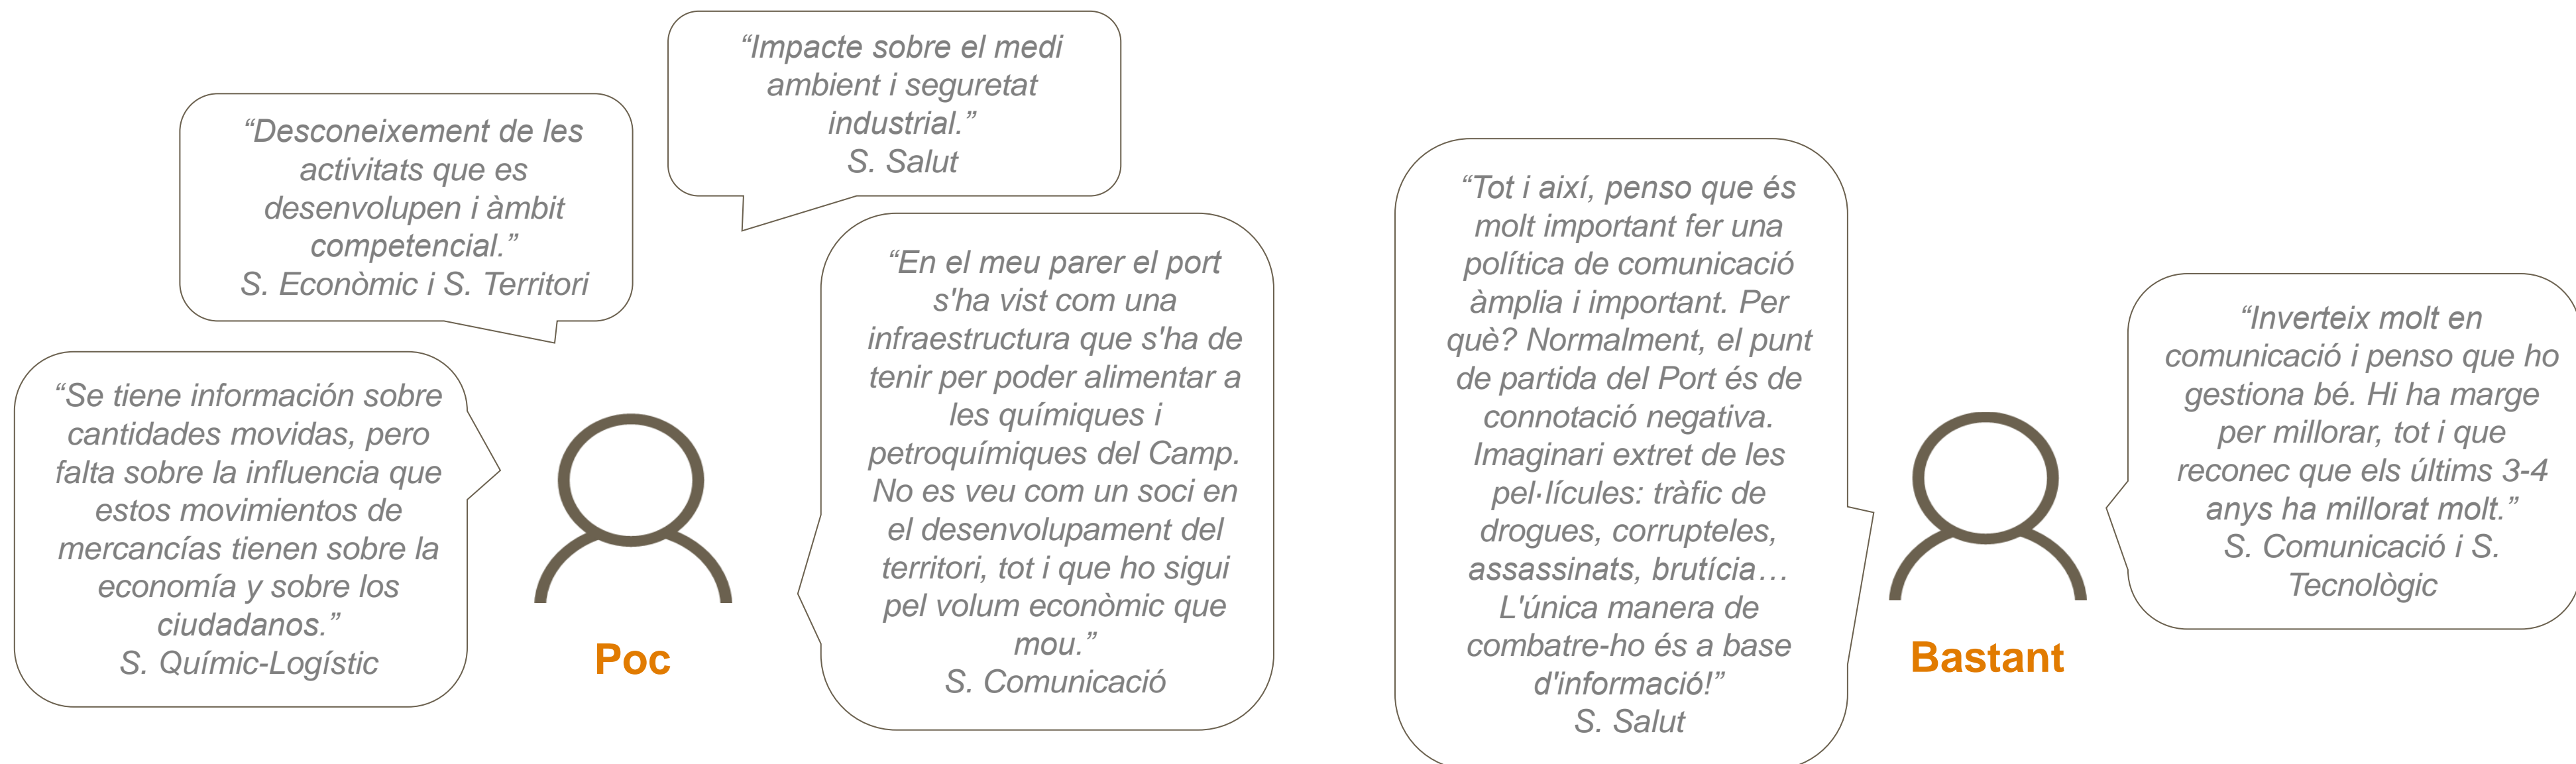 “Impacte sobre el medi
ambient i seguretat
industrial.”
S. Salut
“Desconeixement de les
activitats que es
desenvolupen i àmbit
competencial.”
S. Econòmic i S. Territori
“Se tiene información sobre
cantidades movidas, pero
falta sobre la influencia que
estos movimientos de
mercancías tienen sobre la
economía y sobre los
ciudadanos.”
S. Químic-Logístic
Poc
“En el meu parer el port
s'ha vist com una
infraestructura que s'ha de
tenir per poder alimentar a
les químiques i
petroquímiques del Camp.
No es veu com un soci en
el desenvolupament del
territori, tot i que ho sigui
pel volum econòmic que
mou.”
S. Comunicació
“Tot i així, penso que és
molt important fer una
política de comunicació
àmplia i important. Per
què? Normalment, el punt
de partida del Port és de
connotació negativa.
Imaginari extret de les
pel·lícules: tràfic de
drogues, corrupteles,
assassinats, brutícia…
L'única manera de
combatre-ho és a base
d'informació!”
S. Salut
Bastant
“Inverteix molt en
comunicació i penso que ho
gestiona bé. Hi ha marge
per millorar, tot i que
reconec que els últims 3-4
anys ha millorat molt.”
S. Comunicació i S.
Tecnològic